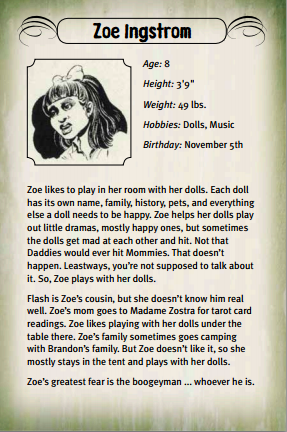 Zoe Ingstrom
Age: 8
Height: 3'9"
Weight: 49 lbs.
Hobbies: Dolls, Music
Birthday: November 5th
Zoe likes to play in her room with her dolls. Each doll
has its own name, family, history, pets, and everything
else a doll needs to be happy. Zoe helps her dolls play
out little dramas, mostly happy ones, but sometimes
the dolls get mad at each other and hit. Not that
Daddies would ever hit Mommies. That doesn't
happen. Leastways, you're not supposed to talk about
it. So, Zoe plays with her dolls.
Flash is Zoe's cousin, but she doesn't know him real
well. Zoe's mom goes to Madame Zostra for tarot card
readings. Zoe likes playing with her dolls under the
table there. Zoe's family sometimes goes camping
with Brandon's family. But Zoe doesn't like it, so she
mostly stays in the tent and plays with her dolls.
Zoe's greatest fear is the boogeyman ... whoever he is.